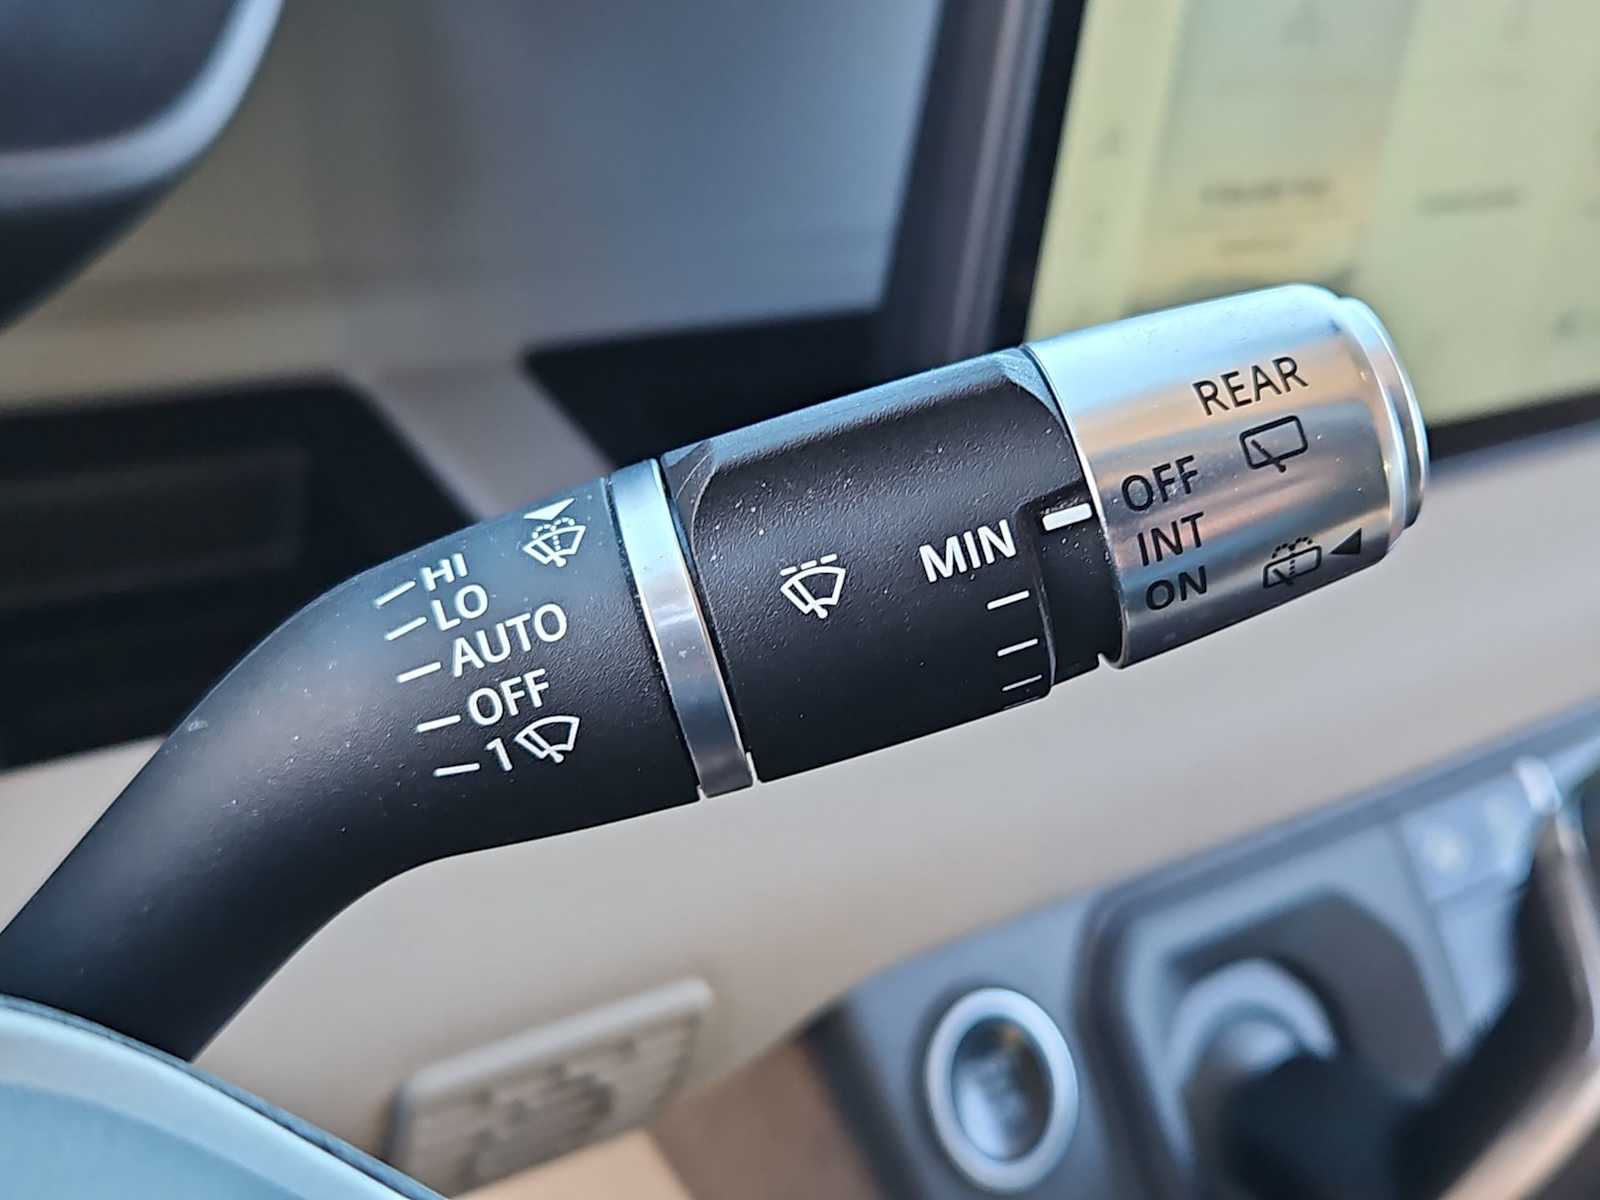 HI
LO
AUTO
OFF
1
MIN
REAR
OFF
INT
ON